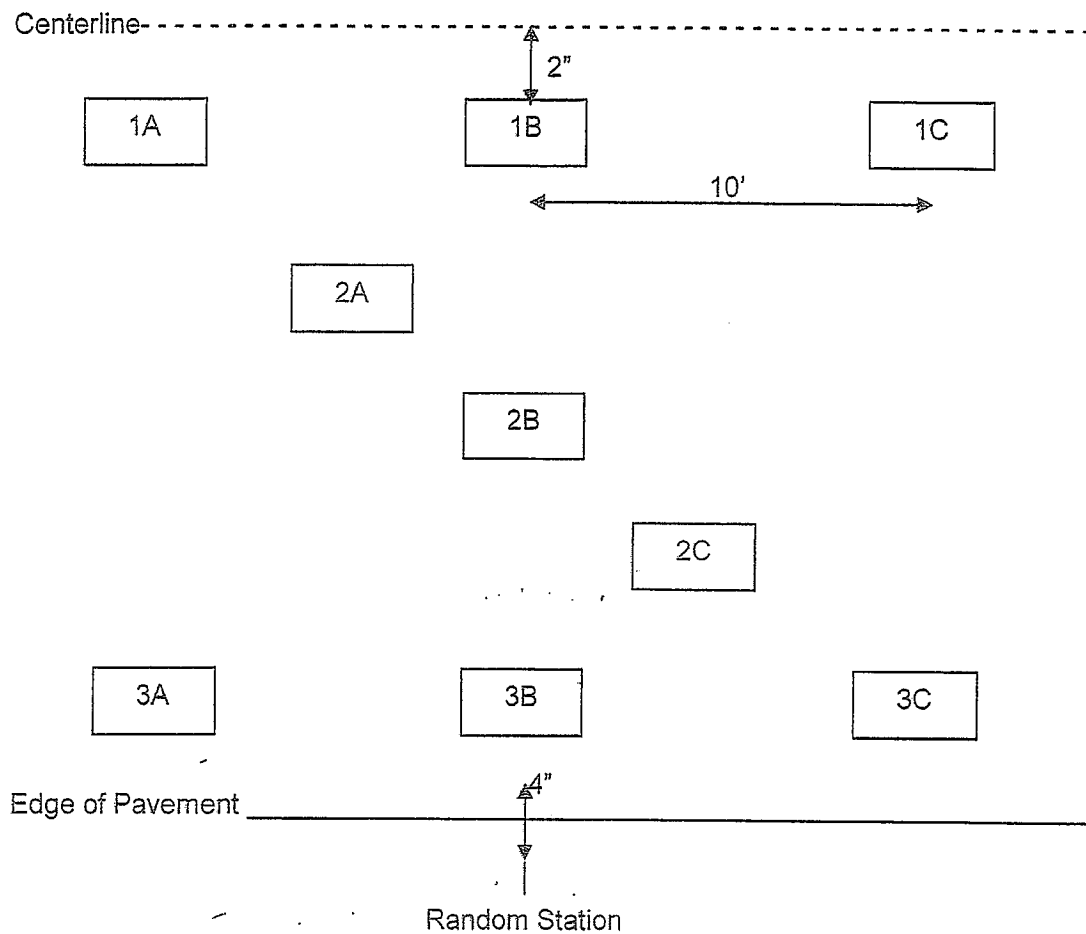 Centerline
2"
1A
1B
1C
10'
2A
2B
2C
3A
3B
3C
4"
Edge of Pavement
Random Station